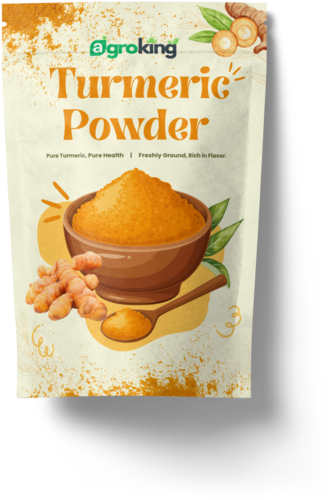 agroking
Turmeric
Powder
Pure Turmeric, Pure Health | Freshly Ground, Rich in Flavor.